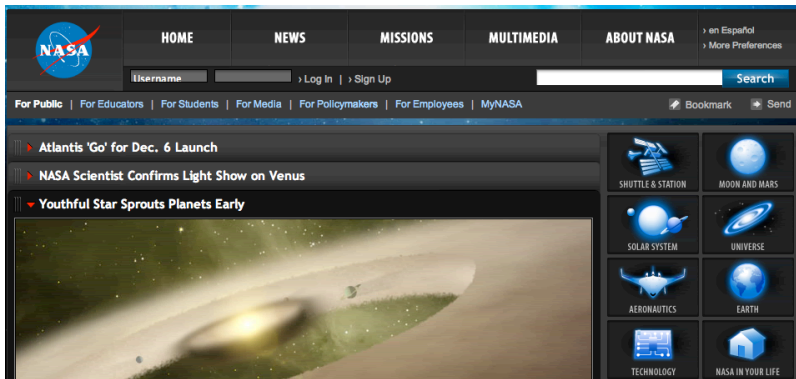 NASA
HOME
NEWS
MISSIONS
MULTIMEDIA
ABOUT NASA
› en Español
› More Preferences
Username
› Log In | › Sign Up
Search
For Public | For Educators | For Students | For Media | For Policymakers | For Employees | MyNASA
Bookmark
Send
Atlantis 'Go' for Dec. 6 Launch
NASA Scientist Confirms Light Show on Venus
Youthful Star Sprouts Planets Early
SHUTTLE & STATION
MOON AND MARS
SOLAR SYSTEM
UNIVERSE
AERONAUTICS
EARTH
TECHNOLOGY
NASA IN YOUR LIFE